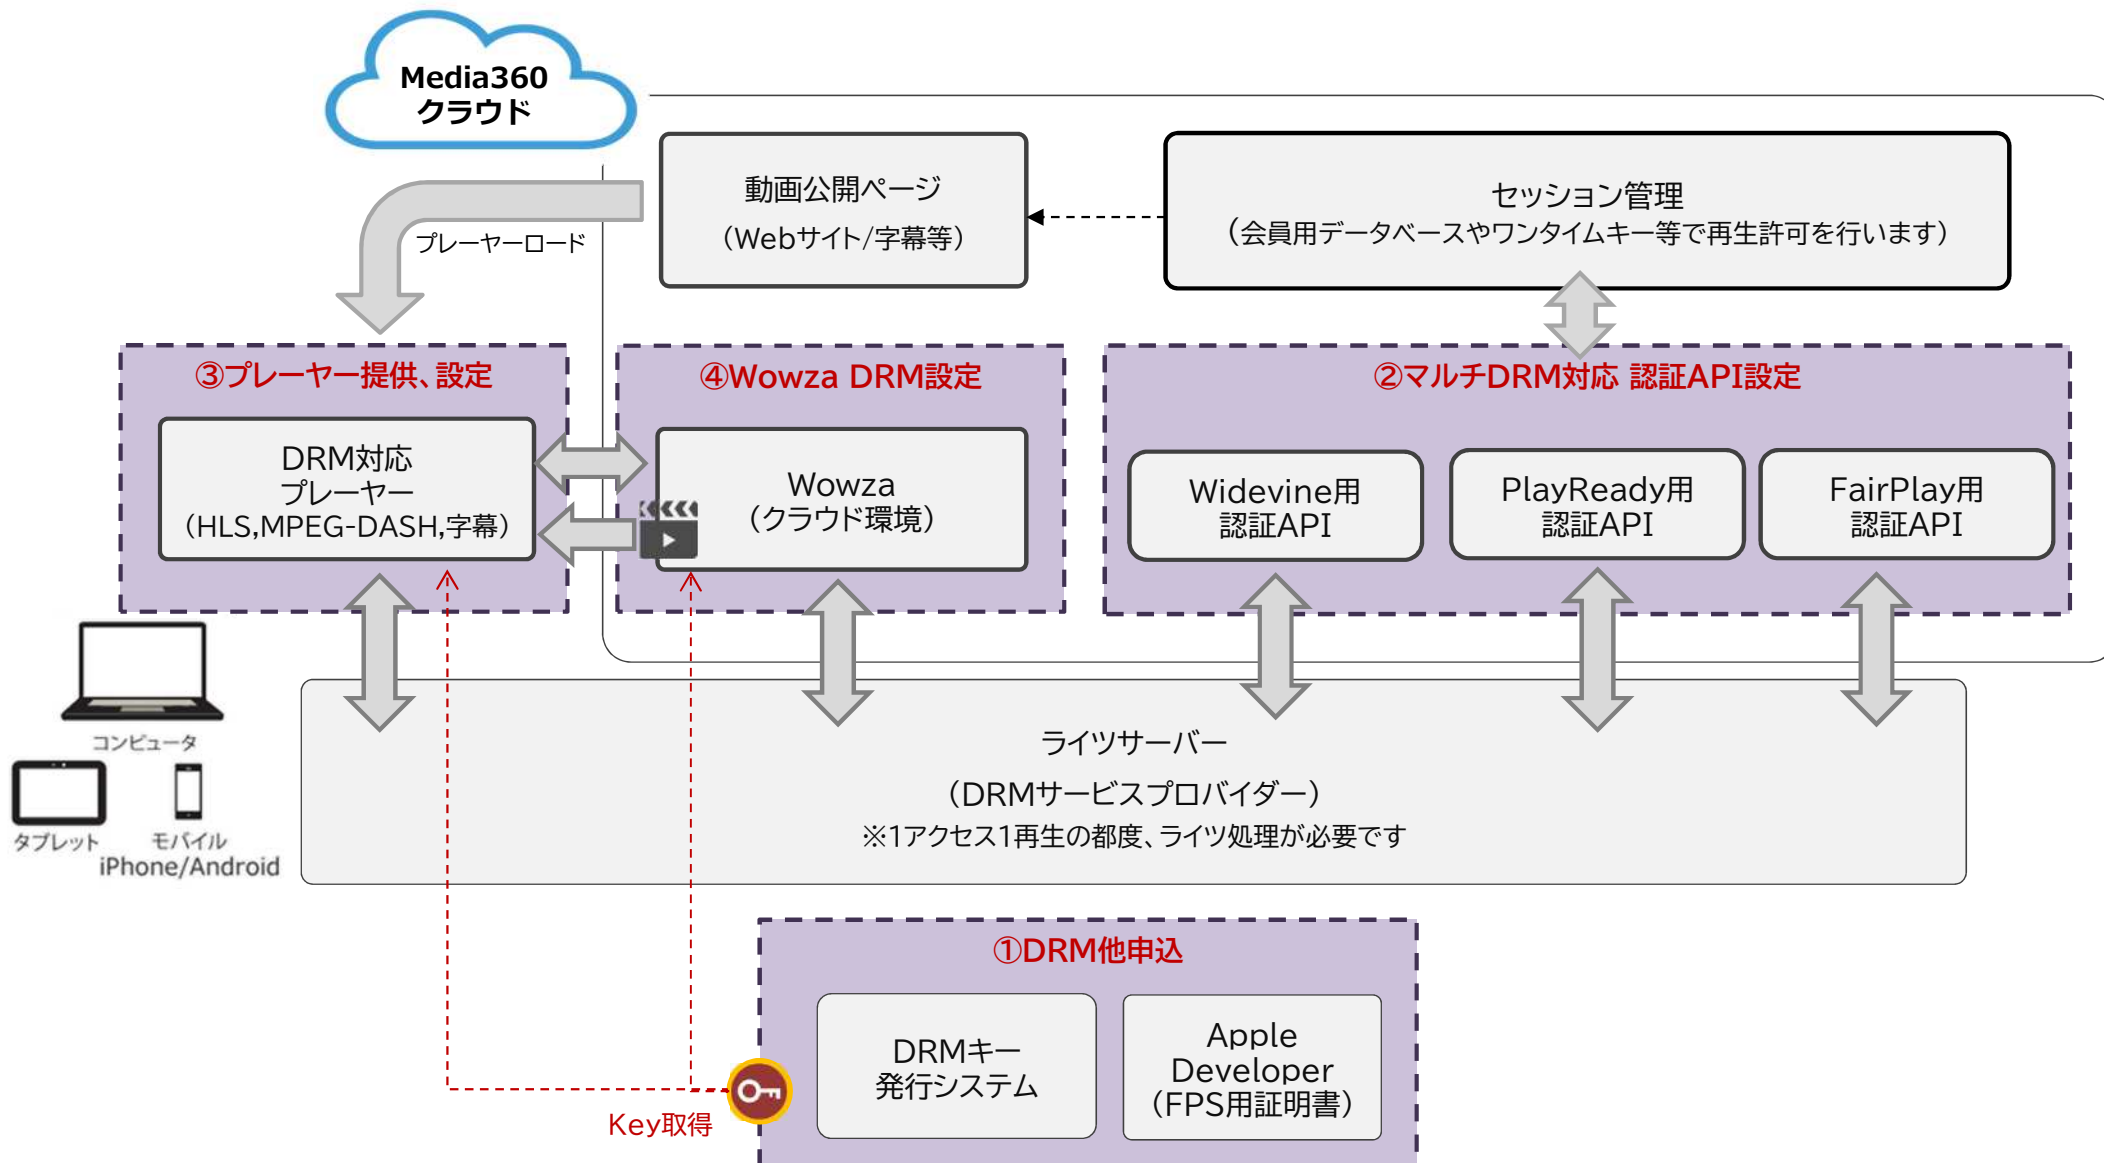 Media360
クラウド
動画公開ページ
（Webサイト/字幕等）
セッション管理
（会員用データベースやワンタイムキー等で再生許可を行います）
プレーヤーロード
③プレーヤー提供、設定
④Wowza DRM設定
②マルチDRM対応 認証API設定
DRM対応
プレーヤー
（HLS,MPEG-DASH,字幕）
Wowza
（クラウド環境）
Widevine用
認証API
PlayReady用
認証API
FairPlay用
認証API
コンピュータ
タブレット
モバイル
iPhone/Android
ライツサーバー
（DRMサービスプロバイダー）
※1アクセス1再生の都度、ライツ処理が必要です
①DRM他申込
DRMキー
発行システム
Apple
Developer
（FPS用証明書）
Key取得